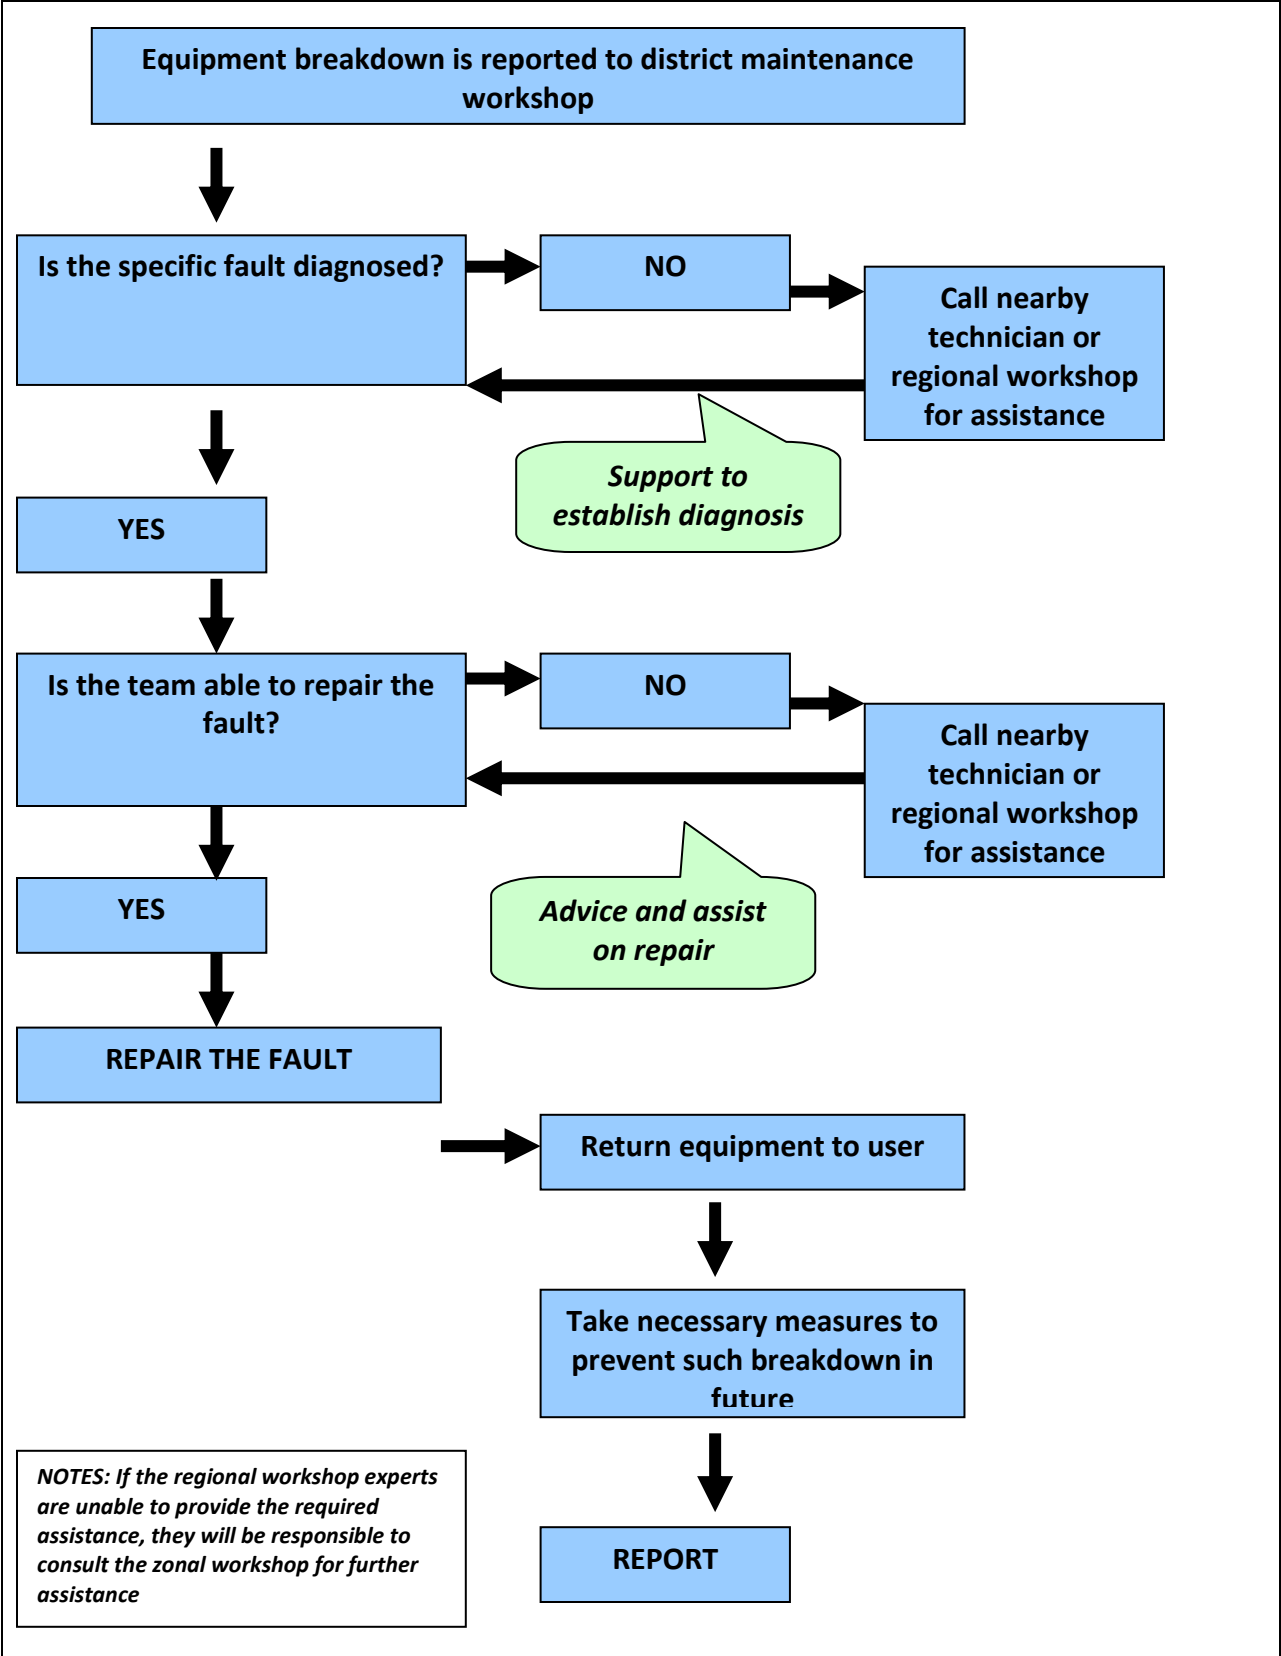 Equipment breakdown is reported to district maintenance
workshop
Is the specific fault diagnosed?
NO
Call nearby
technician or
regional workshop
for assistance
Support to
establish diagnosis
YES
Is the team able to repair the
fault?
NO
Call nearby
technician or
regional workshop
for assistance
Advice and assist
on repair
YES
REPAIR THE FAULT
Return equipment to user
Take necessary measures to
prevent such breakdown in
future
NOTES: If the regional workshop experts
are unable to provide the required
assistance, they will be responsible to
consult the zonal workshop for further
assistance
REPORT